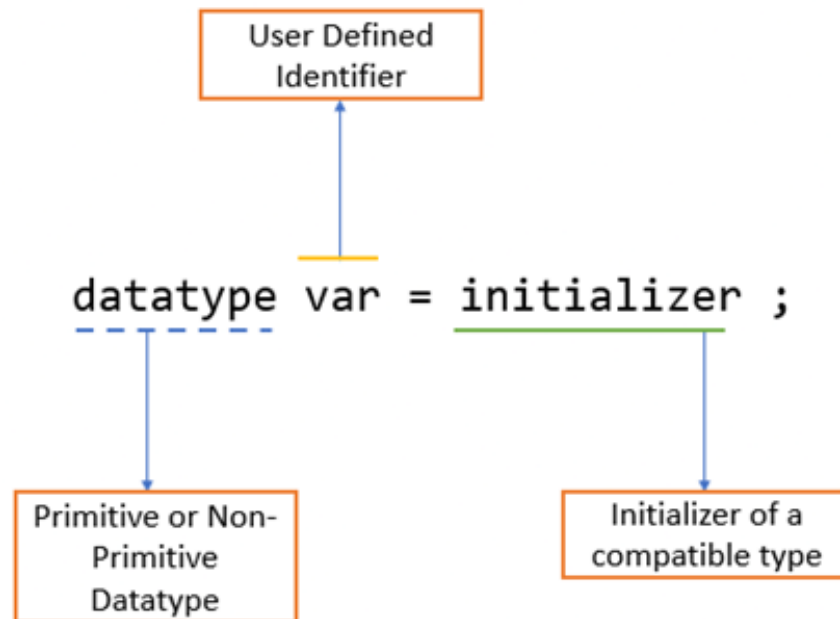 User Defined
Identifier
datatype var = initializer ;
Primitive or Non-
Primitive
Datatype
Initializer of a
compatible type